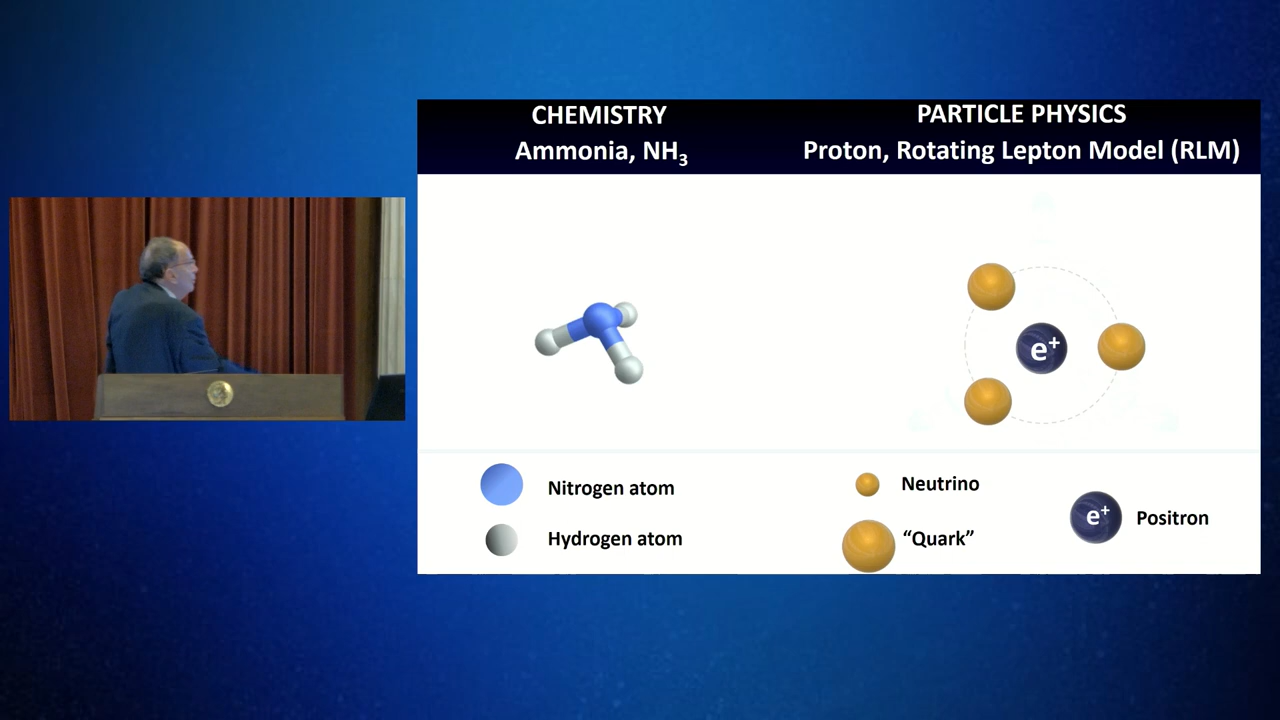 CHEMISTRY
Ammonia, NH₃
PARTICLE PHYSICS
Proton, Rotating Lepton Model (RLM)
e⁺
Nitrogen atom
Hydrogen atom
Neutrino
“Quark”
e⁺
Positron